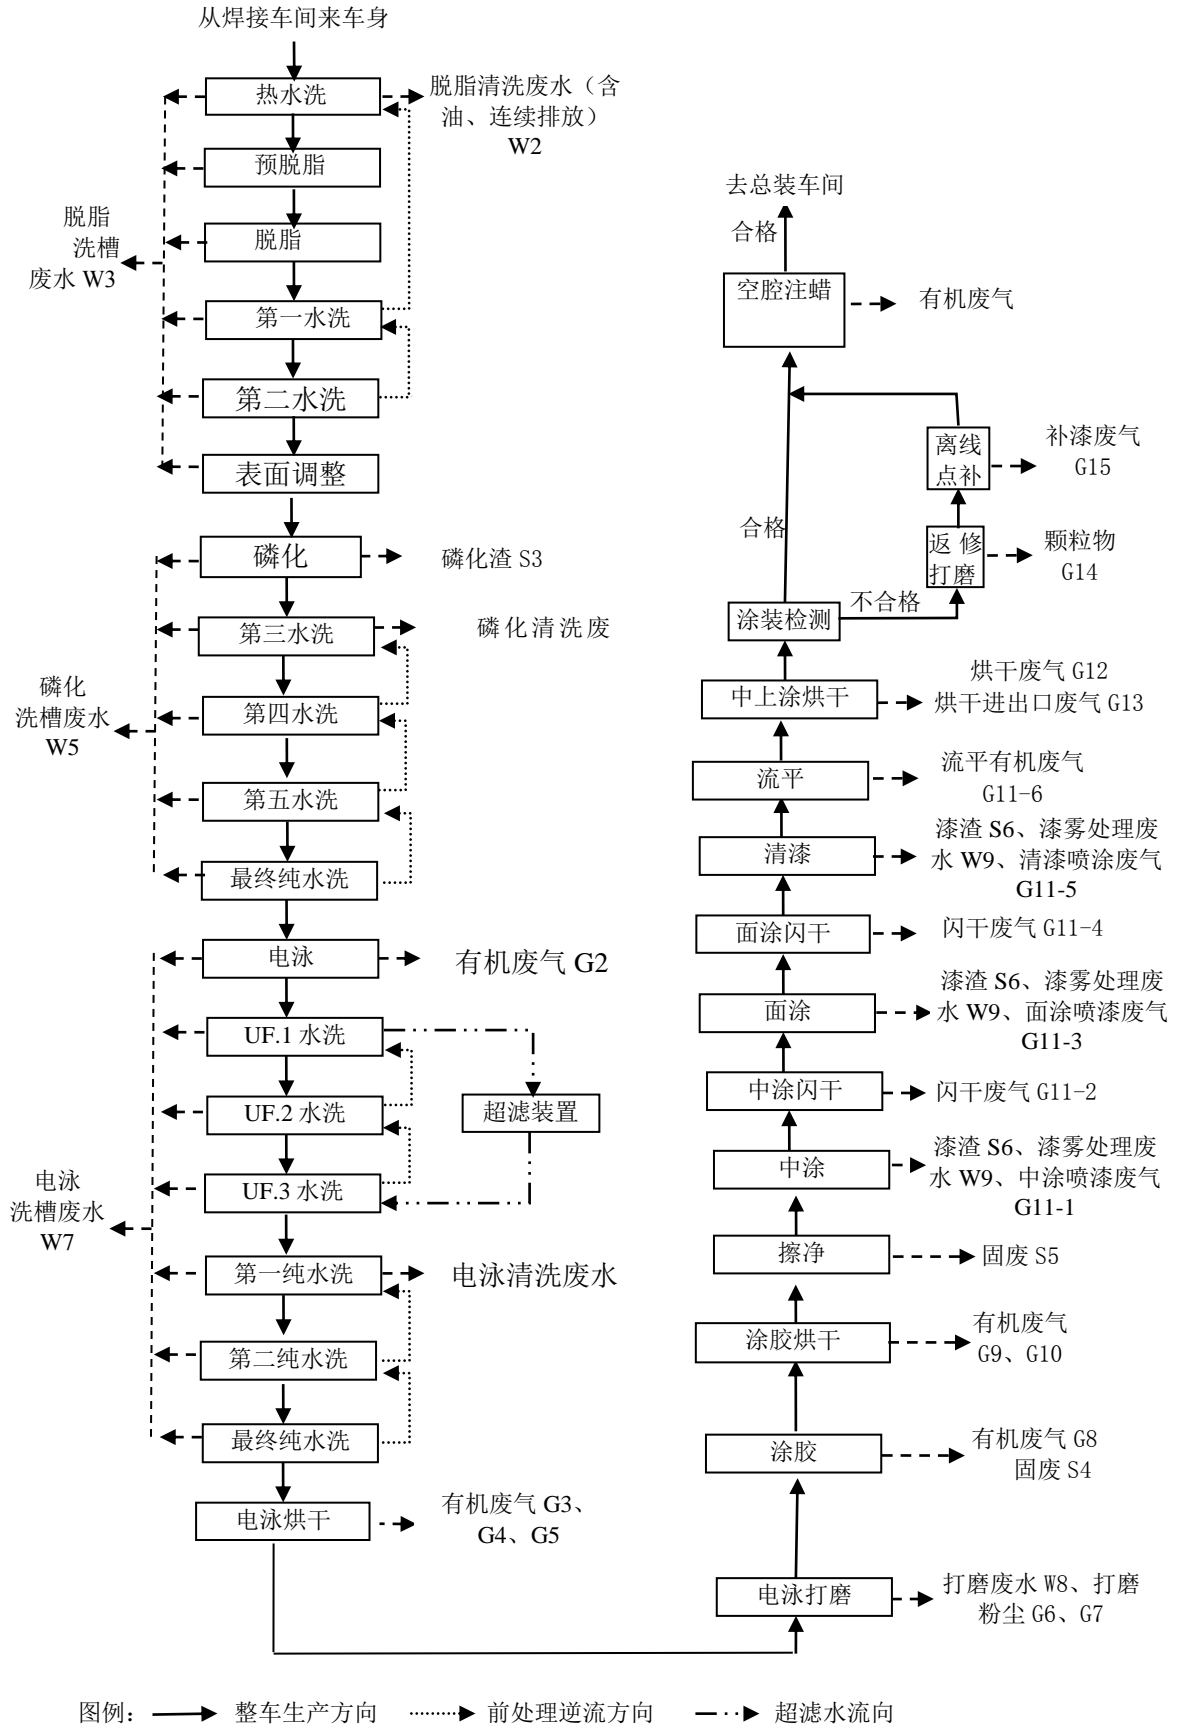 从焊接车间来车身
热水洗
脱脂清洗废水（含
油、连续排放）
W2
预脱脂
脱脂
脱脂
洗槽
废水 W3
第一水洗
第二水洗
表面调整
磷化
磷化渣 S3
第三水洗
磷化清洗废
第四水洗
磷化
洗槽废水
W5
第五水洗
最终纯水洗
电泳
有机废气 G2
UF.1 水洗
UF.2 水洗
超滤装置
UF.3 水洗
电泳
洗槽废水
W7
第一纯水洗
电泳清洗废水
第二纯水洗
最终纯水洗
电泳烘干
有机废气 G3、
G4、G5
去总装车间
合格
空腔注蜡
有机废气
离线
点补
补漆废气
G15
合格
返 修
打磨
颗粒物
G14
不合格
涂装检测
中上涂烘干
烘干废气 G12
烘干进出口废气 G13
流平
流平有机废气
G11-6
清漆
漆渣 S6、漆雾处理废
水 W9、清漆喷涂废气
G11-5
面涂闪干
闪干废气 G11-4
面涂
漆渣 S6、漆雾处理废
水 W9、面涂喷漆废气
G11-3
中涂闪干
闪干废气 G11-2
中涂
漆渣 S6、漆雾处理废
水 W9、中涂喷漆废气
G11-1
擦净
固废 S5
涂胶烘干
有机废气
G9、G10
涂胶
有机废气 G8
固废 S4
电泳打磨
打磨废水 W8、打磨
粉尘 G6、G7
图例： 整车生产方向 前处理逆流方向 超滤水流向